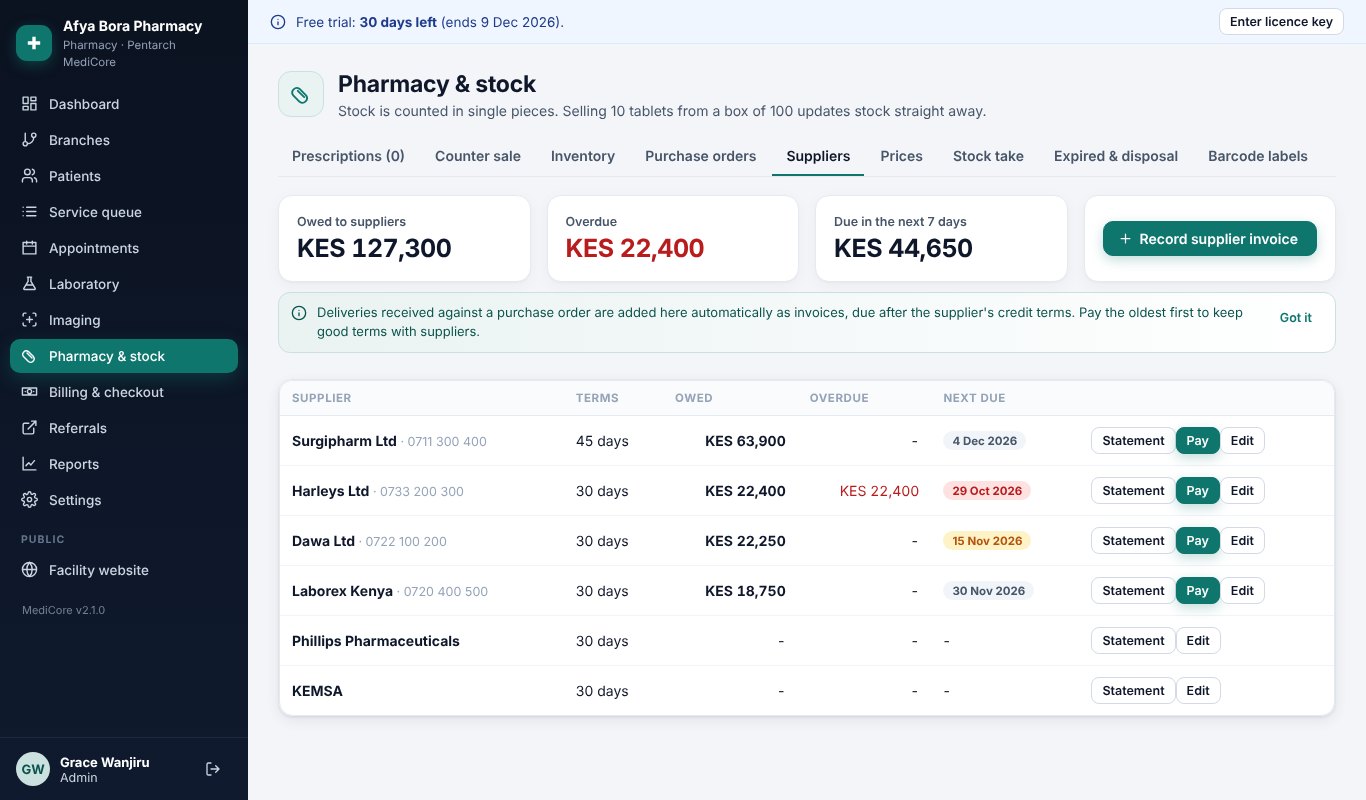 Afya Bora Pharmacy
Pharmacy · Pentarch
MediCore
Dashboard
Branches
Patients
Service queue
Appointments
Laboratory
Imaging
Pharmacy & stock
Billing & checkout
Referrals
Reports
Settings
PUBLIC
Facility website
MediCore v2.1.0
GW
Grace Wanjiru
Admin
Free trial: 30 days left (ends 9 Dec 2026).
Enter licence key
Pharmacy & stock
Stock is counted in single pieces. Selling 10 tablets from a box of 100 updates stock straight away.
Prescriptions (0) Counter sale Inventory Purchase orders Suppliers Prices Stock take Expired & disposal Barcode labels
Owed to suppliers
KES 127,300
Overdue
KES 22,400
Due in the next 7 days
KES 44,650
+ Record supplier invoice
Deliveries received against a purchase order are added here automatically as invoices, due after the supplier's credit terms. Pay the oldest first to keep
good terms with suppliers.
Got it
SUPPLIER TERMS OWED OVERDUE NEXT DUE
Surgipharm Ltd · 0711 300 400 45 days KES 63,900 - 4 Dec 2026 Statement Pay Edit
Harleys Ltd · 0733 200 300 30 days KES 22,400 KES 22,400 29 Oct 2026 Statement Pay Edit
Dawa Ltd · 0722 100 200 30 days KES 22,250 - 15 Nov 2026 Statement Pay Edit
Laborex Kenya · 0720 400 500 30 days KES 18,750 - 30 Nov 2026 Statement Pay Edit
Phillips Pharmaceuticals 30 days - - - Statement Edit
KEMSA 30 days - - - Statement Edit